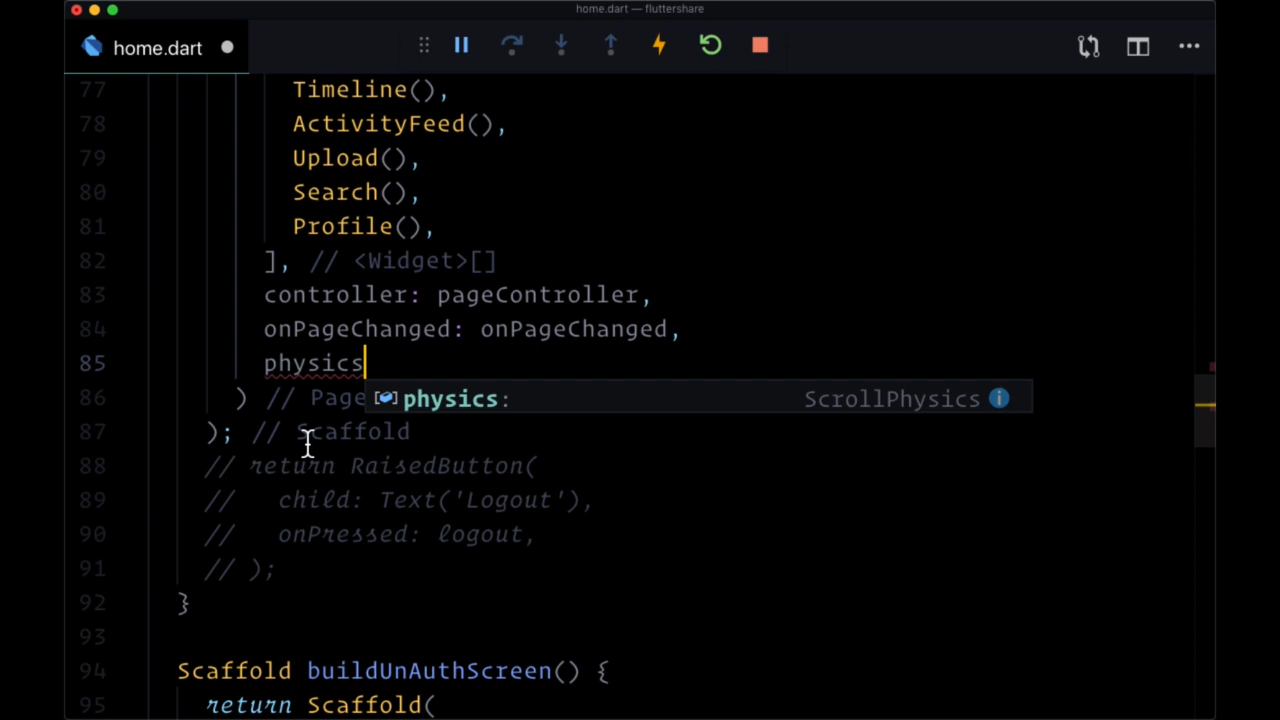 home.dart — fluttershare
home.dart
77 Timeline(),
78 ActivityFeed(),
79 Upload(),
80 Search(),
81 Profile(),
82 ], // <Widget>[]
83 controller: pageController,
84 onPageChanged: onPageChanged,
85 physics
86 ) // Page
physics: ScrollPhysics
87 ); // Scaffold
88 // return RaisedButton(
89 //   child: Text('Logout'),
90 //   onPressed: logout,
91 // );
92 }
93
94 Scaffold buildUnAuthScreen() {
95 return Scaffold(